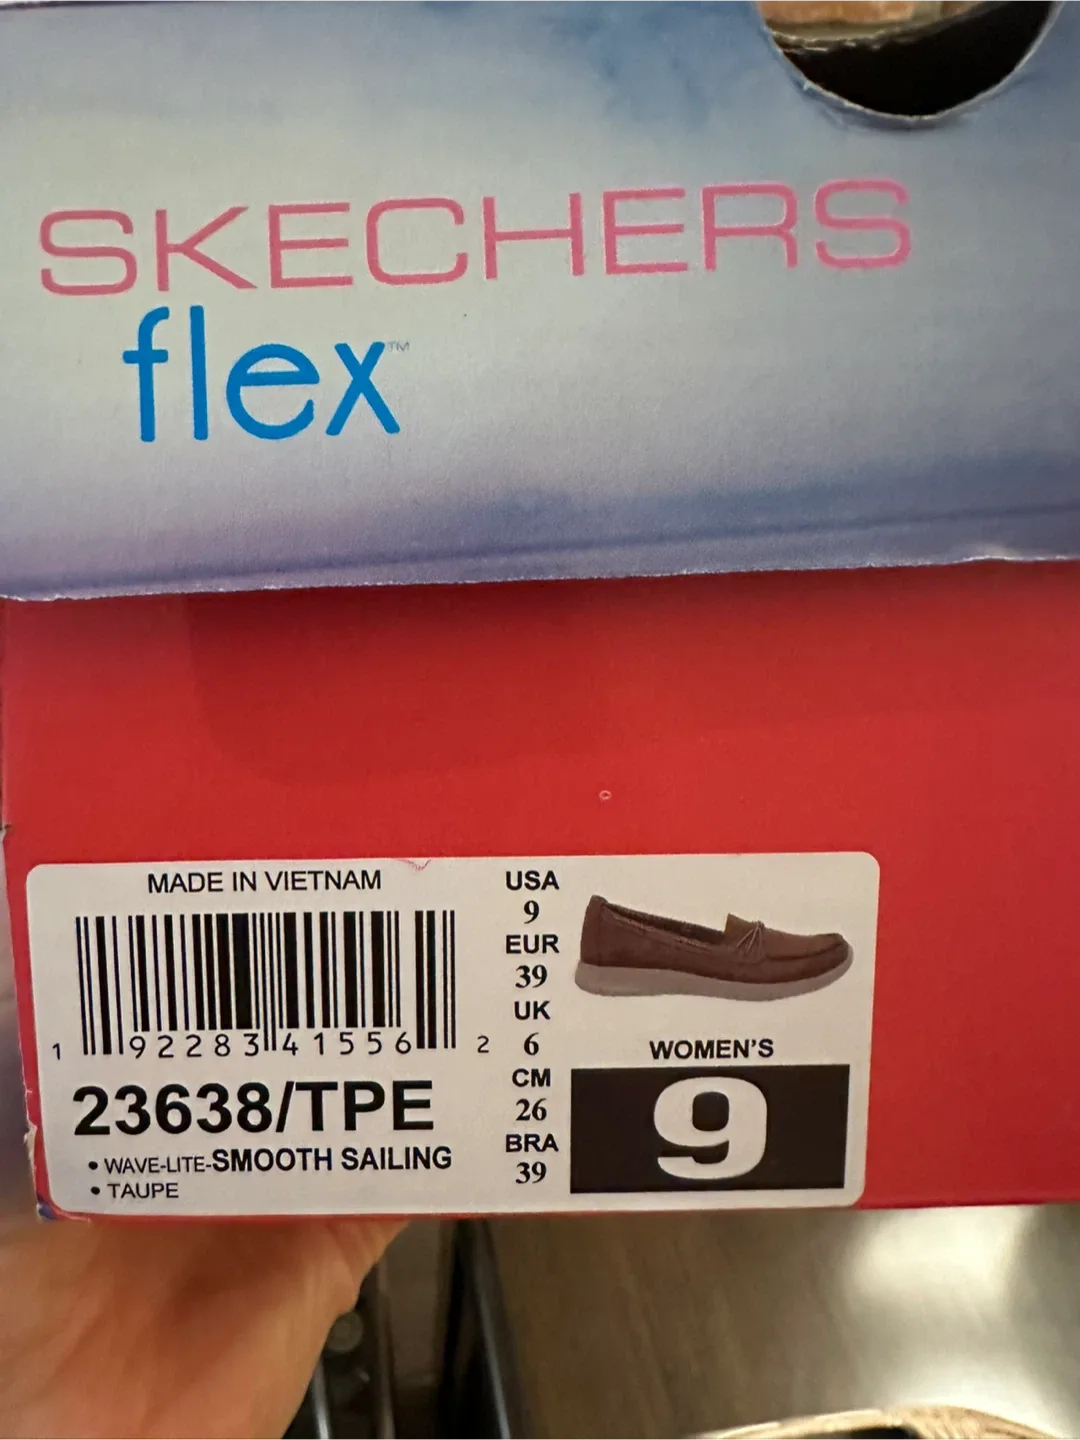 SKECHERS
flex™
MADE IN VIETNAM
1 92283 41556 2
23638/TPE
• WAVE-LITE-SMOOTH SAILING
• TAUPE
USA
9
EUR
39
UK
6
CM
26
BRA
39
WOMEN'S
9